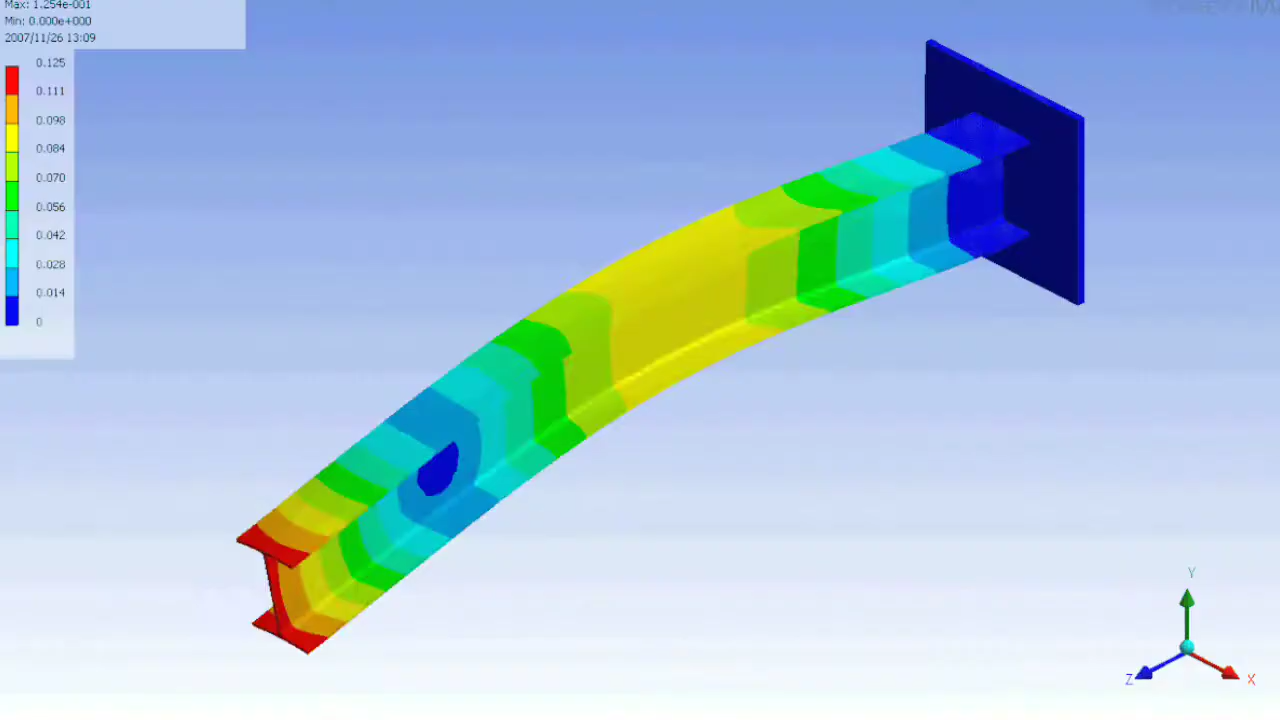 Max: 1.254e-001
Min: 0.000e+000
2007/11/26 13:09
0.125
0.111
0.098
0.084
0.070
0.056
0.042
0.028
0.014
0
Y
Z
X